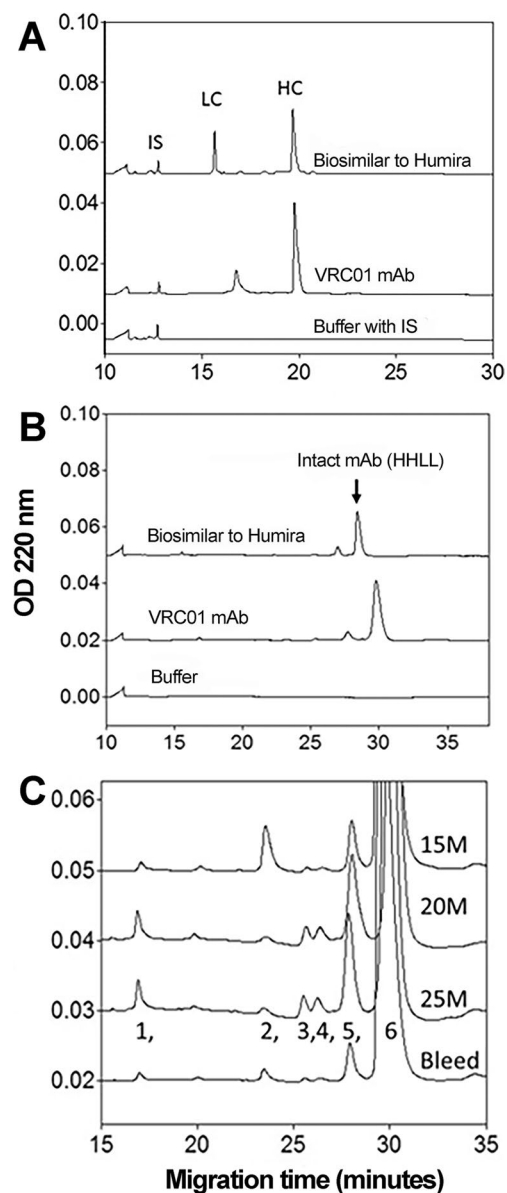 A
0.10
0.08
0.06
0.04
0.02
0.00
LC
HC
IS
Biosimilar to Humira
VRC01 mAb
Buffer with IS
10 15 20 25 30
B
OD 220 nm
0.10
0.08
0.06
0.04
0.02
0.00
Intact mAb (HHLL)
Biosimilar to Humira
VRC01 mAb
Buffer
10 15 20 25 30 35
C
0.06
0.05
0.04
0.03
0.02
15M
20M
25M
1, 2, 3,4, 5, 6
Bleed
15 20 25 30 35
Migration time (minutes)